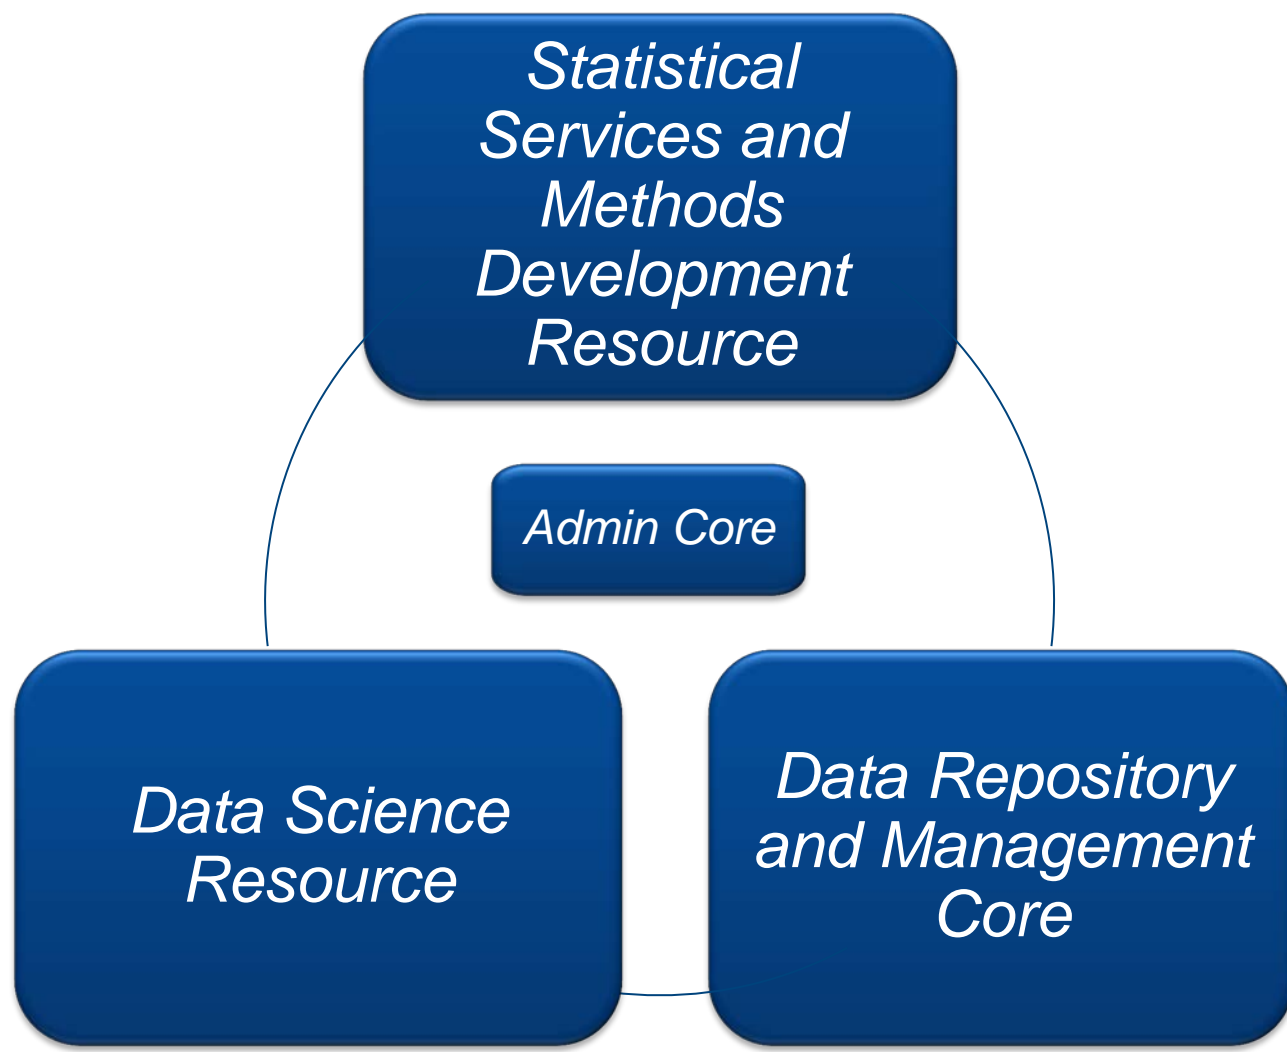 Statistical
Services and
Methods
Development
Resource
Admin Core
Data Science
Resource
Data Repository
and Management
Core